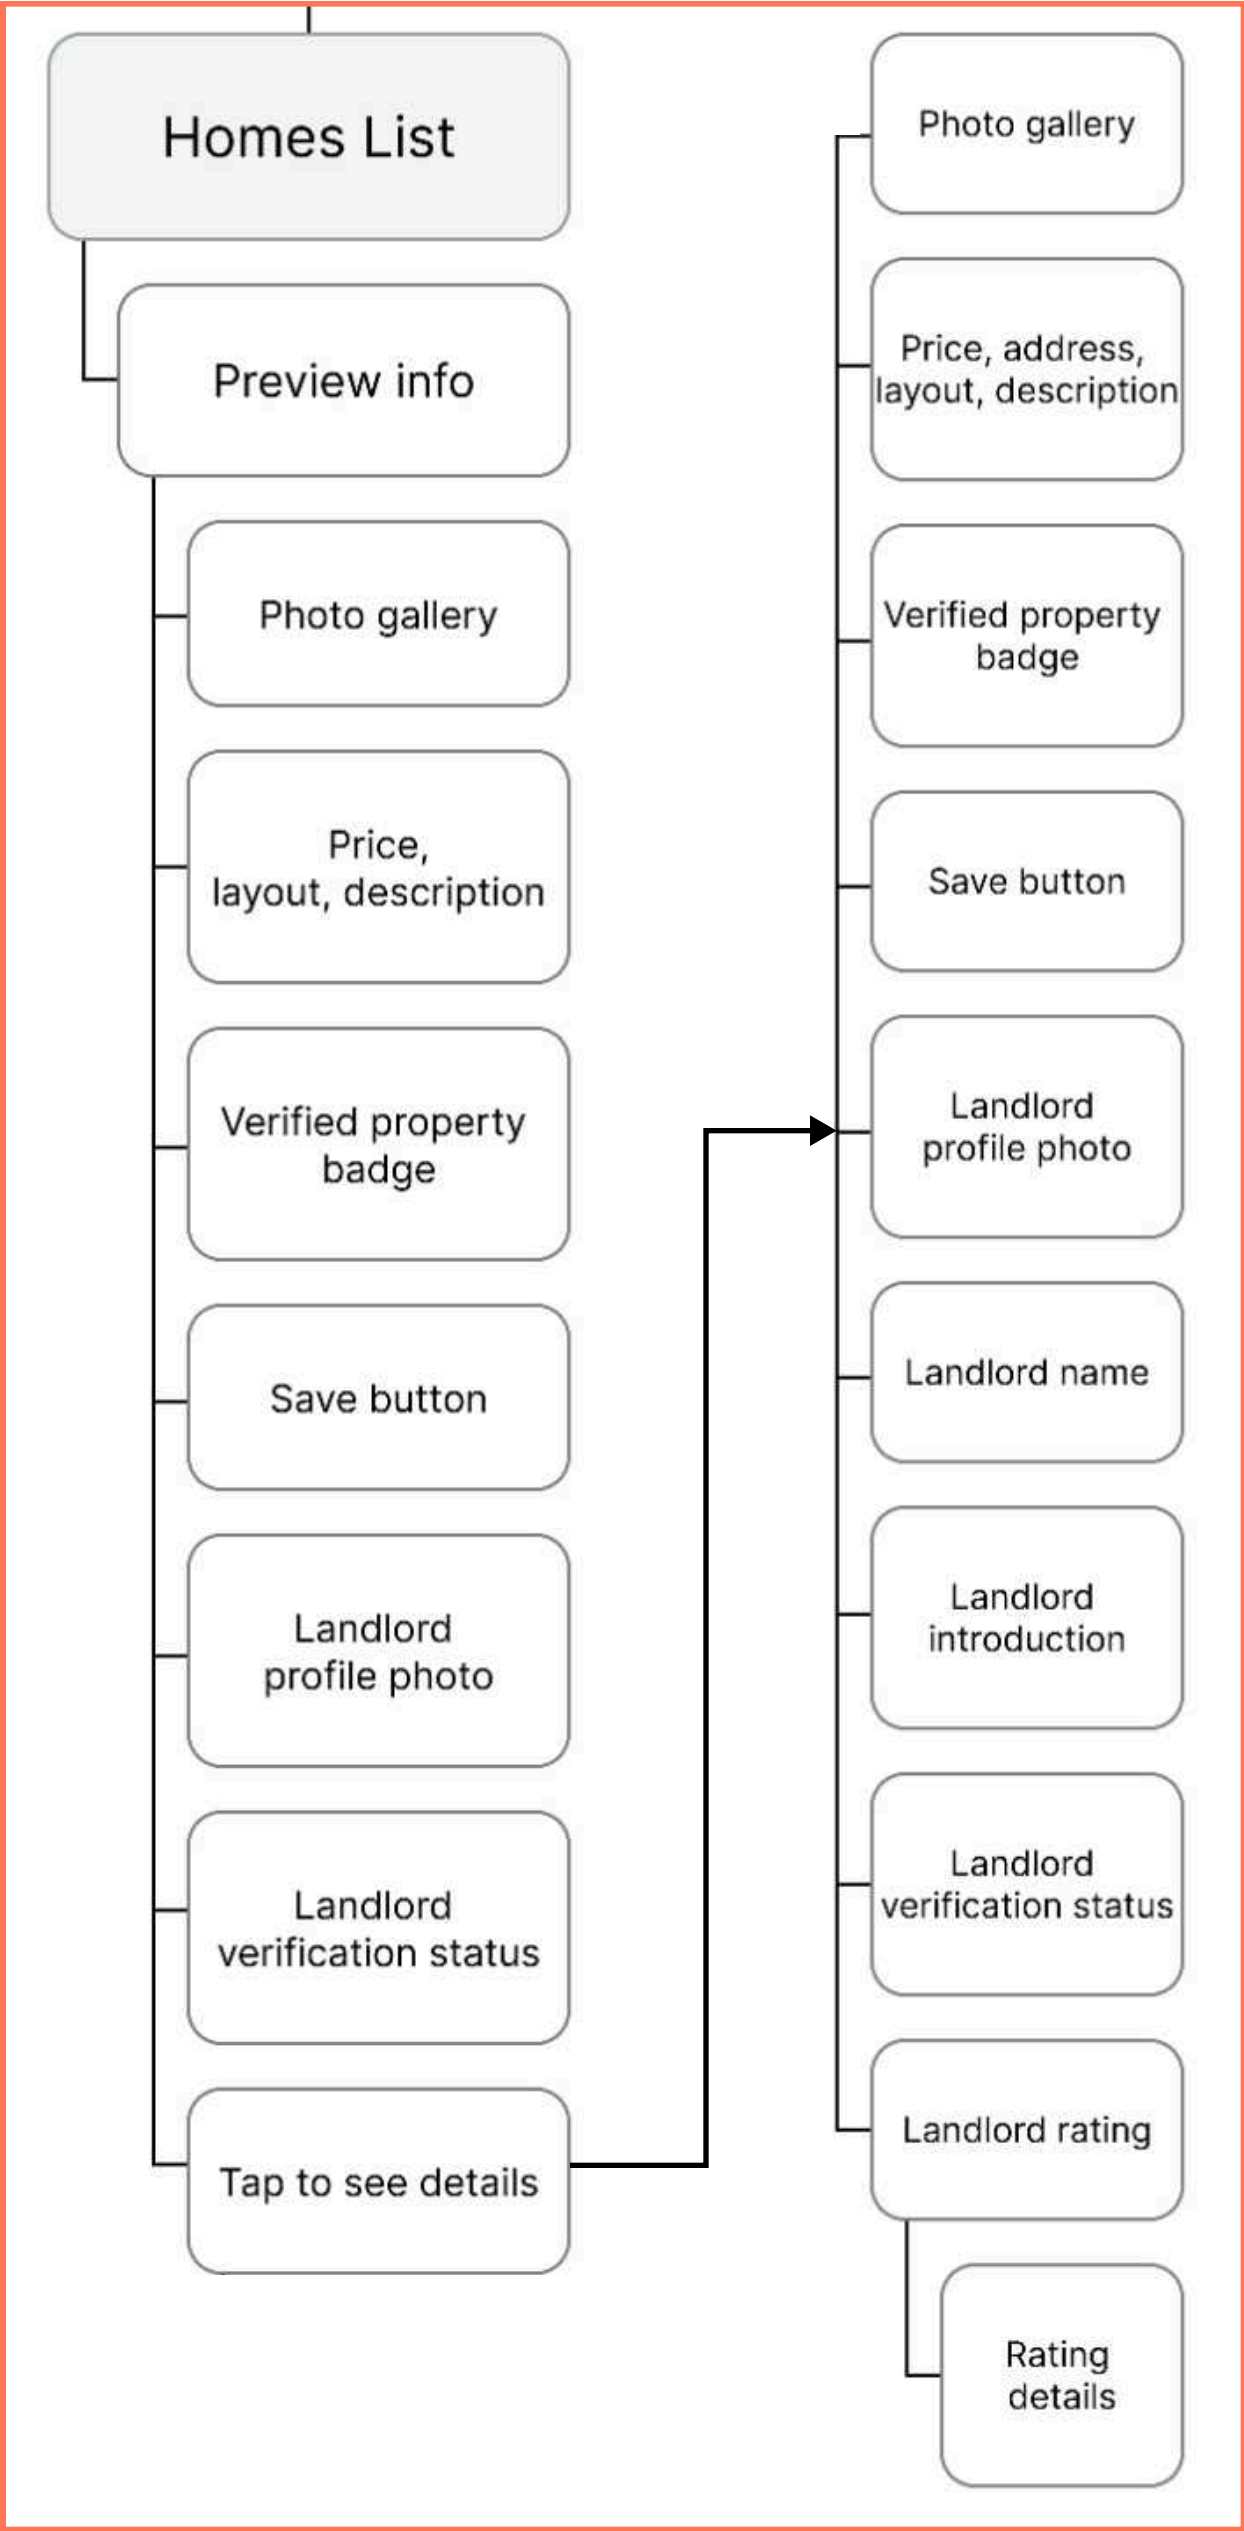 Homes List
Preview info
Photo gallery
Price,
layout, description
Verified property
badge
Save button
Landlord
profile photo
Landlord
verification status
Tap to see details
Photo gallery
Price, address,
layout, description
Verified property
badge
Save button
Landlord
profile photo
Landlord name
Landlord
introduction
Landlord
verification status
Landlord rating
Rating
details